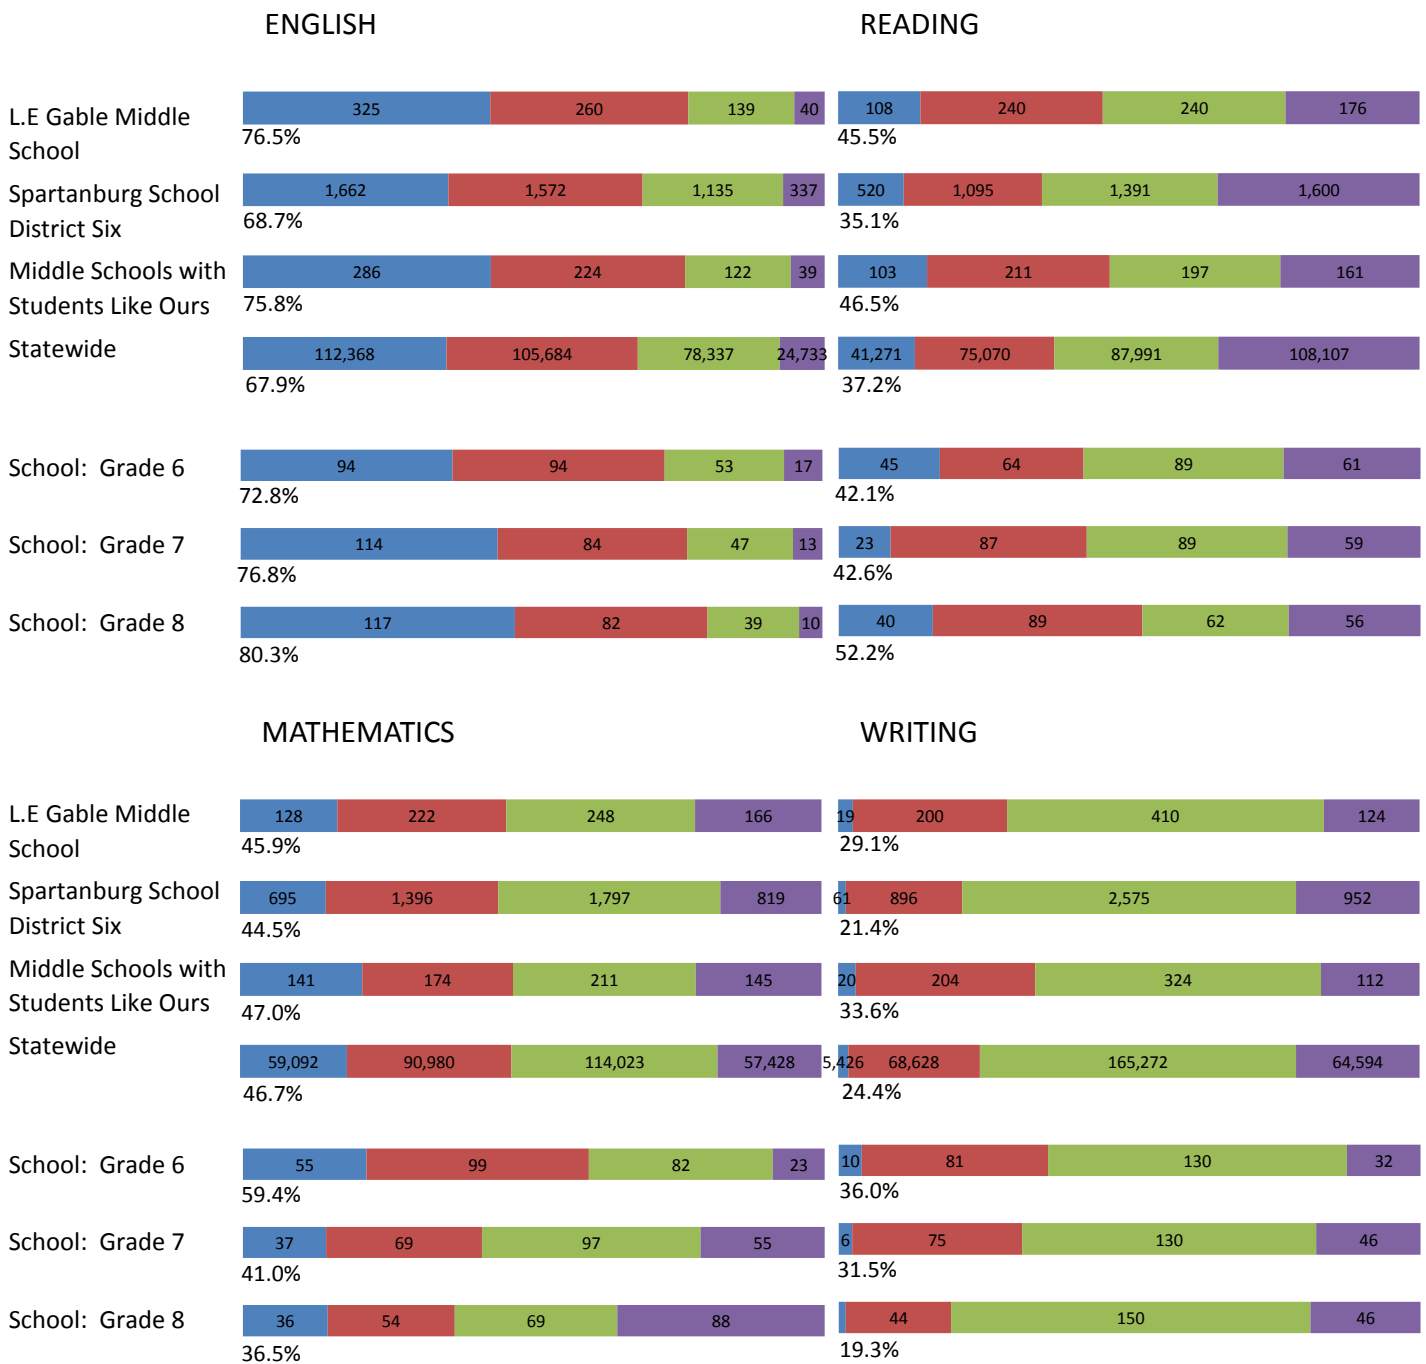 ENGLISH READING
L.E Gable Middle School 325 260 139 40 108 240 240 176
76.5% 45.5%
Spartanburg School District Six 1,662 1,572 1,135 337 520 1,095 1,391 1,600
68.7% 35.1%
Middle Schools with Students Like Ours 286 224 122 39 103 211 197 161
75.8% 46.5%
Statewide 112,368 105,684 78,337 24,733 41,271 75,070 87,991 108,107
67.9% 37.2%
School: Grade 6 94 94 53 17 45 64 89 61
72.8% 42.1%
School: Grade 7 114 84 47 13 23 87 89 59
76.8% 42.6%
School: Grade 8 117 82 39 10 40 89 62 56
80.3% 52.2%
MATHEMATICS WRITING
L.E Gable Middle School 128 222 248 166 19 200 410 124
45.9% 29.1%
Spartanburg School District Six 695 1,396 1,797 819 61 896 2,575 952
44.5% 21.4%
Middle Schools with Students Like Ours 141 174 211 145 20 204 324 112
47.0% 33.6%
Statewide 59,092 90,980 114,023 57,428 5,426 68,628 165,272 64,594
46.7% 24.4%
School: Grade 6 55 99 82 23 10 81 130 32
59.4% 36.0%
School: Grade 7 37 69 97 55 6 75 130 46
41.0% 31.5%
School: Grade 8 36 54 69 88 44 150 46
36.5% 19.3%